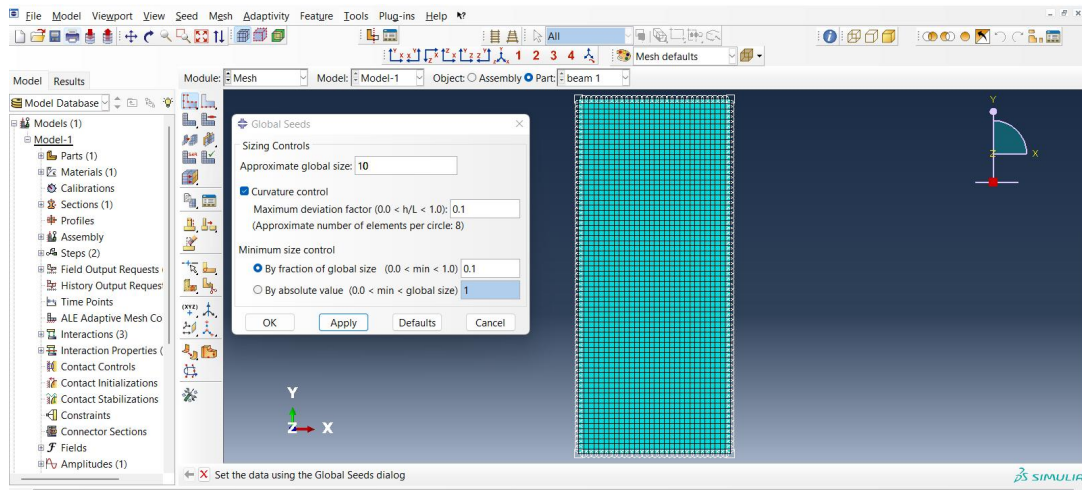 File Model Viewport View Seed Mesh Adaptivity Feature Tools Plug-ins Help
All
1 2 3 4 Mesh defaults
Model Results
Module: Mesh Model: Model-1 Object: Assembly Part: beam 1
Model Database
Models (1)
Model-1
Parts (1)
Materials (1)
Calibrations
Sections (1)
Profiles
Assembly
Steps (2)
Field Output Requests
History Output Request
Time Points
ALE Adaptive Mesh Co
Interactions (3)
Interaction Properties (
Contact Controls
Contact Initializations
Contact Stabilizations
Constraints
Connector Sections
Fields
Amplitudes (1)
Global Seeds
Sizing Controls
Approximate global size: 10
Curvature control
Maximum deviation factor (0.0 < h/L < 1.0): 0.1
(Approximate number of elements per circle: 8)
Minimum size control
By fraction of global size (0.0 < min < 1.0) 0.1
By absolute value (0.0 < min < global size) 1
OK Apply Defaults Cancel
Y
Z X
Y
Z X
Set the data using the Global Seeds dialog
SIMULIA